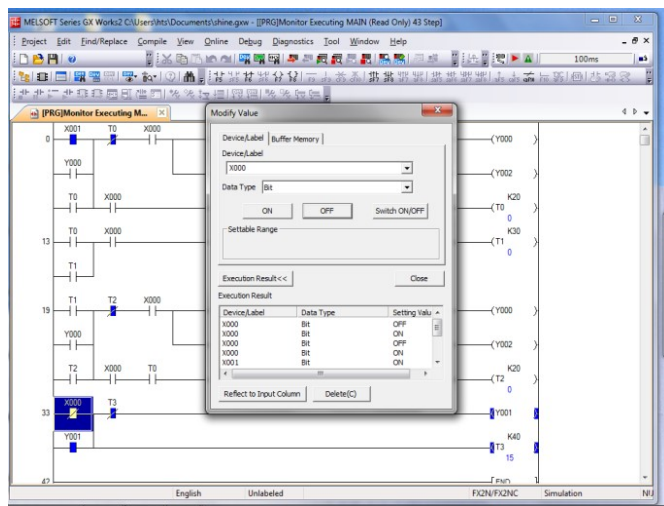 MELSOFT Series GX Works2 C:\Users\hts\Documents\shine.gxw - [[PRG]Monitor Executing MAIN (Read Only) 43 Step]
Project Edit Find/Replace Compile View Online Debug Diagnostics Tool Window Help
100ms
[PRG]Monitor Executing M...
0 X001 T0 X000 (Y000 )
Y000 (Y002 )
T0 X000 K20
(T0 )
0
13 T0 X000 K30
(T1 )
0
T1
19 T1 T2 X000 (Y000 )
Y000 (Y002 )
T2 X000 T0 K20
(T2 )
0
33 X000 T3 (Y001 )
Y001 K40
(T3 )
15
42 [END ]
Modify Value
Device/Label Buffer Memory
Device/Label
X000
Data Type Bit
ON OFF Switch ON/OFF
Settable Range
Execution Result<< Close
Execution Result
Device/Label Data Type Setting Valu
X000 Bit OFF
X000 Bit ON
X000 Bit OFF
X000 Bit ON
X001 Bit ON
Reflect to Input Column Delete(C)
English Unlabeled FX2N/FX2NC Simulation NU